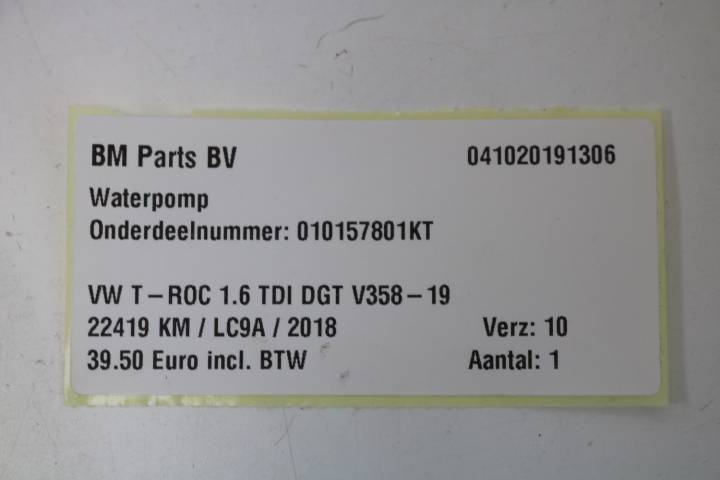 BM Parts BV 041020191306
Waterpomp
Onderdeelnummer: 010157801KT
VW T-ROC 1.6 TDI DGT V358-19
22419 KM / LC9A / 2018 Verz: 10
39.50 Euro incl. BTW Aantal: 1